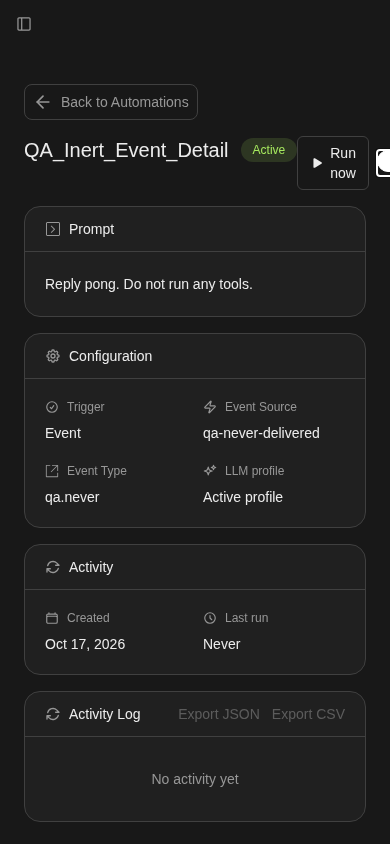 Back to Automations
QA_Inert_Event_Detail
Active
Run
now
Prompt
Reply pong. Do not run any tools.
Configuration
Trigger
Event Source
Event
qa-never-delivered
Event Type
LLM profile
qa.never
Active profile
Activity
Created
Last run
Oct 17, 2026
Never
Activity Log
Export JSON
Export CSV
No activity yet